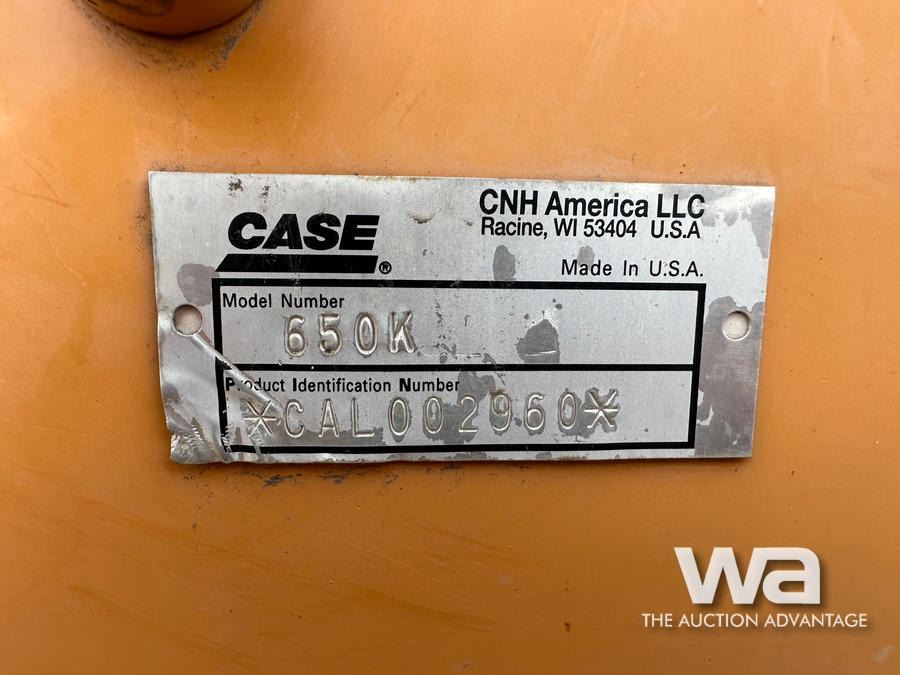 CASE®
CNH America LLC
Racine, WI 53404 U.S.A
Made In U.S.A.
Model Number
650K
Product Identification Number
*CAL002960*
wa
THE AUCTION ADVANTAGE